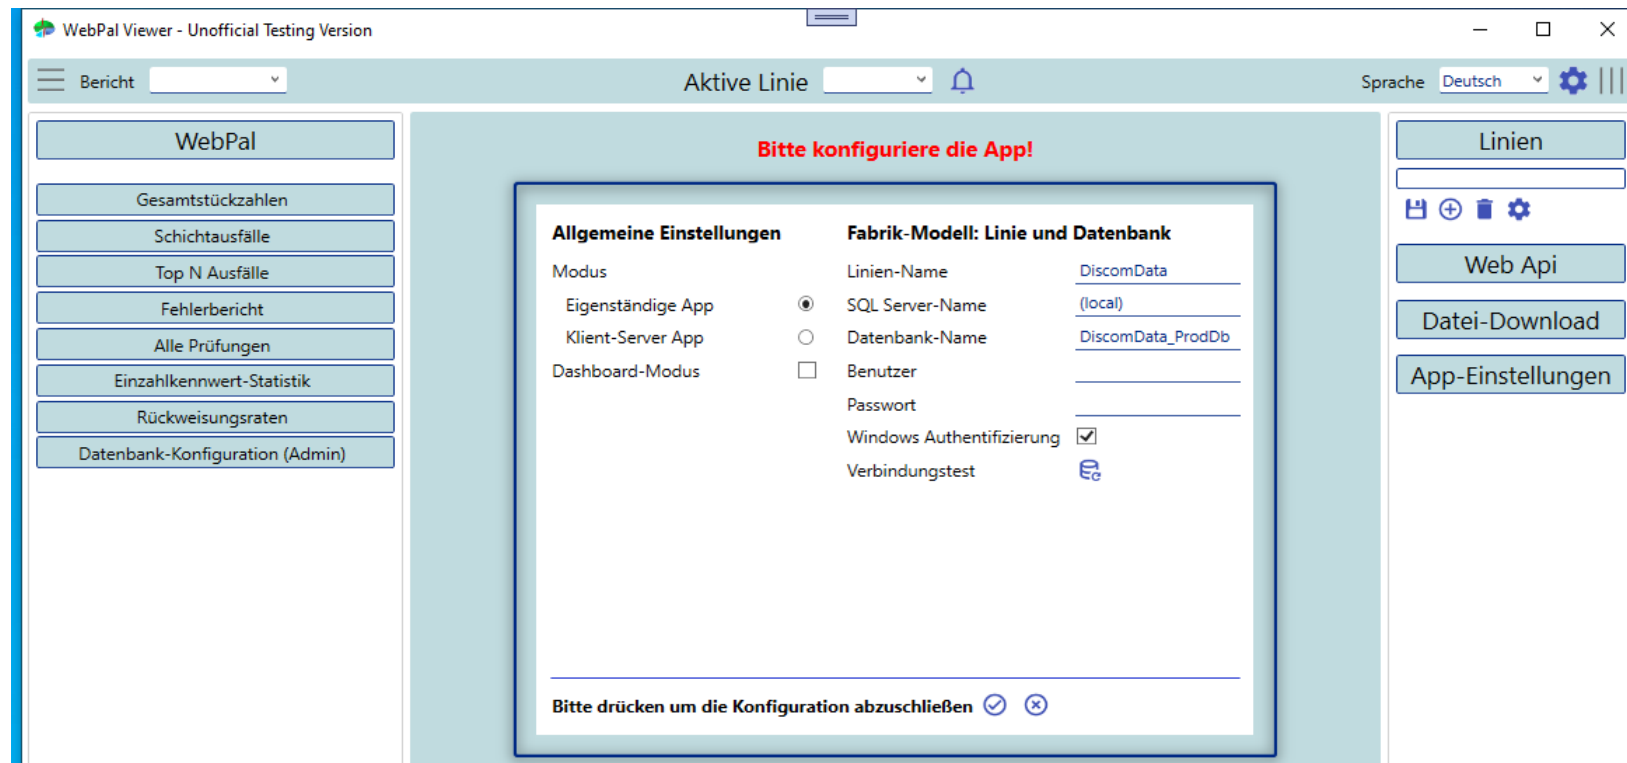 WebPal Viewer - Unofficial Testing Version
Bericht
Aktive Linie
Sprache Deutsch
WebPal
Gesamtstückzahlen
Schichtausfälle
Top N Ausfälle
Fehlerbericht
Alle Prüfungen
Einzahlkennwert-Statistik
Rückweisungsraten
Datenbank-Konfiguration (Admin)
Bitte konfiguriere die App!
Allgemeine Einstellungen
Modus
Eigenständige App
Klient-Server App
Dashboard-Modus
Fabrik-Modell: Linie und Datenbank
Linien-Name DiscomData
SQL Server-Name (local)
Datenbank-Name DiscomData_ProdDb
Benutzer
Passwort
Windows Authentifizierung
Verbindungstest
Bitte drücken um die Konfiguration abzuschließen
Linien
Web Api
Datei-Download
App-Einstellungen